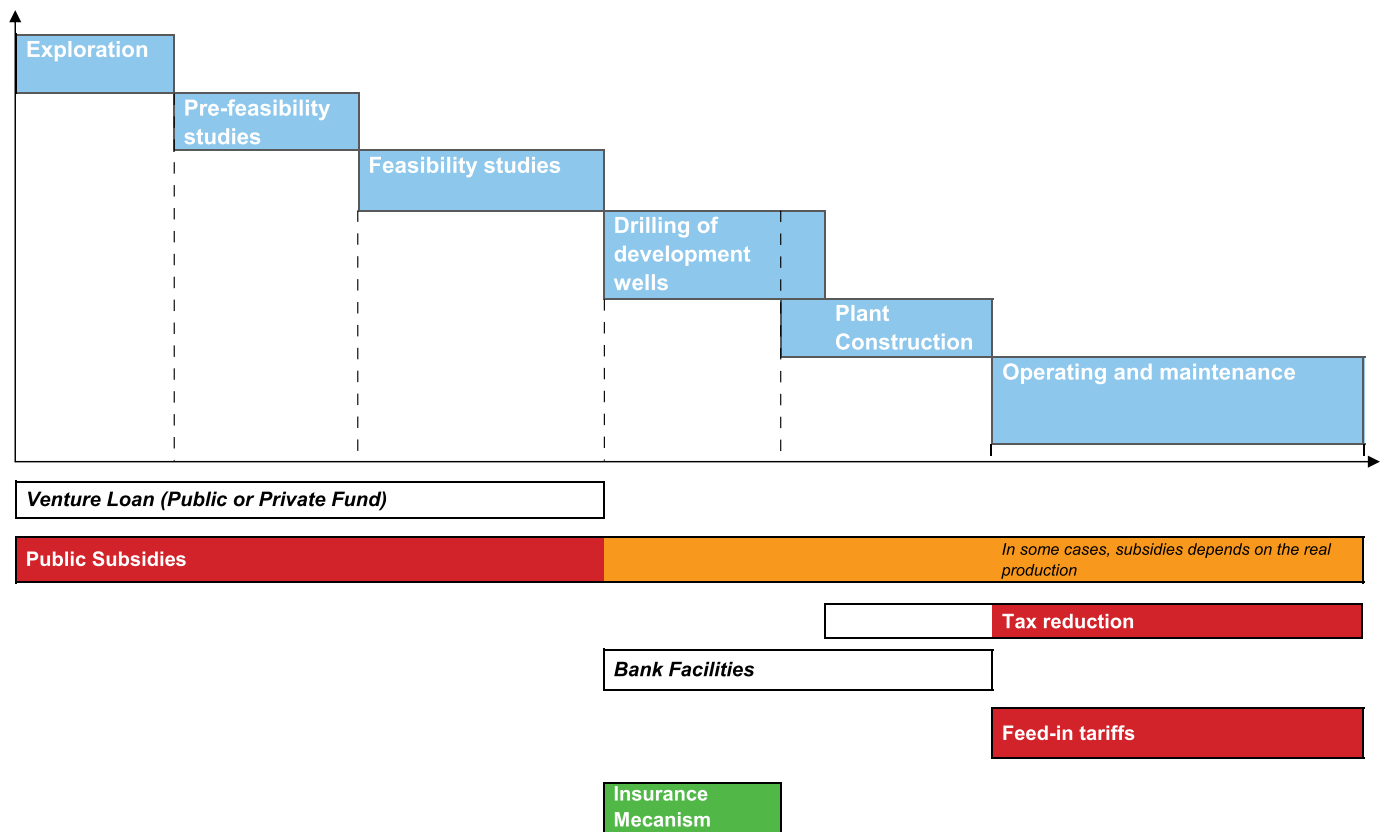 Exploration
Pre-feasibility
studies
Feasibility studies
Drilling of
development
wells
Plant
Construction
Operating and maintenance
Venture Loan (Public or Private Fund)
Public Subsidies
In some cases, subsidies depends on the real
production
Tax reduction
Bank Facilities
Feed-in tariffs
Insurance
Mecanism